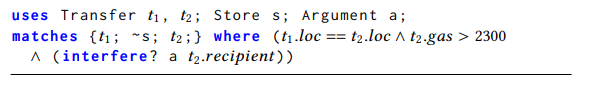 uses Transfer t₁, t₂; Store s; Argument a;
matches {t₁; ~s; t₂;} where (t₁.loc == t₂.loc ∧ t₂.gas > 2300
∧ (interfere? a t₂.recipient))